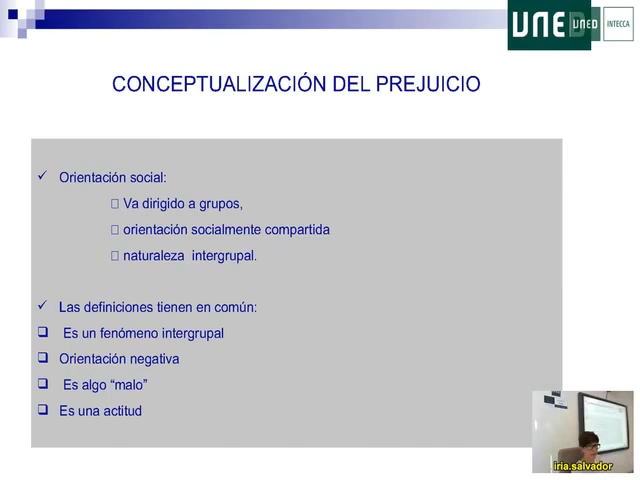 UNED
UNED
INTECCA
CONCEPTUALIZACIÓN DEL PREJUICIO
Orientación social:
Va dirigido a grupos,
orientación socialmente compartida
naturaleza intergrupal.
Las definiciones tienen en común:
Es un fenómeno intergrupal
Orientación negativa
Es algo “malo”
Es una actitud
iria.salvador